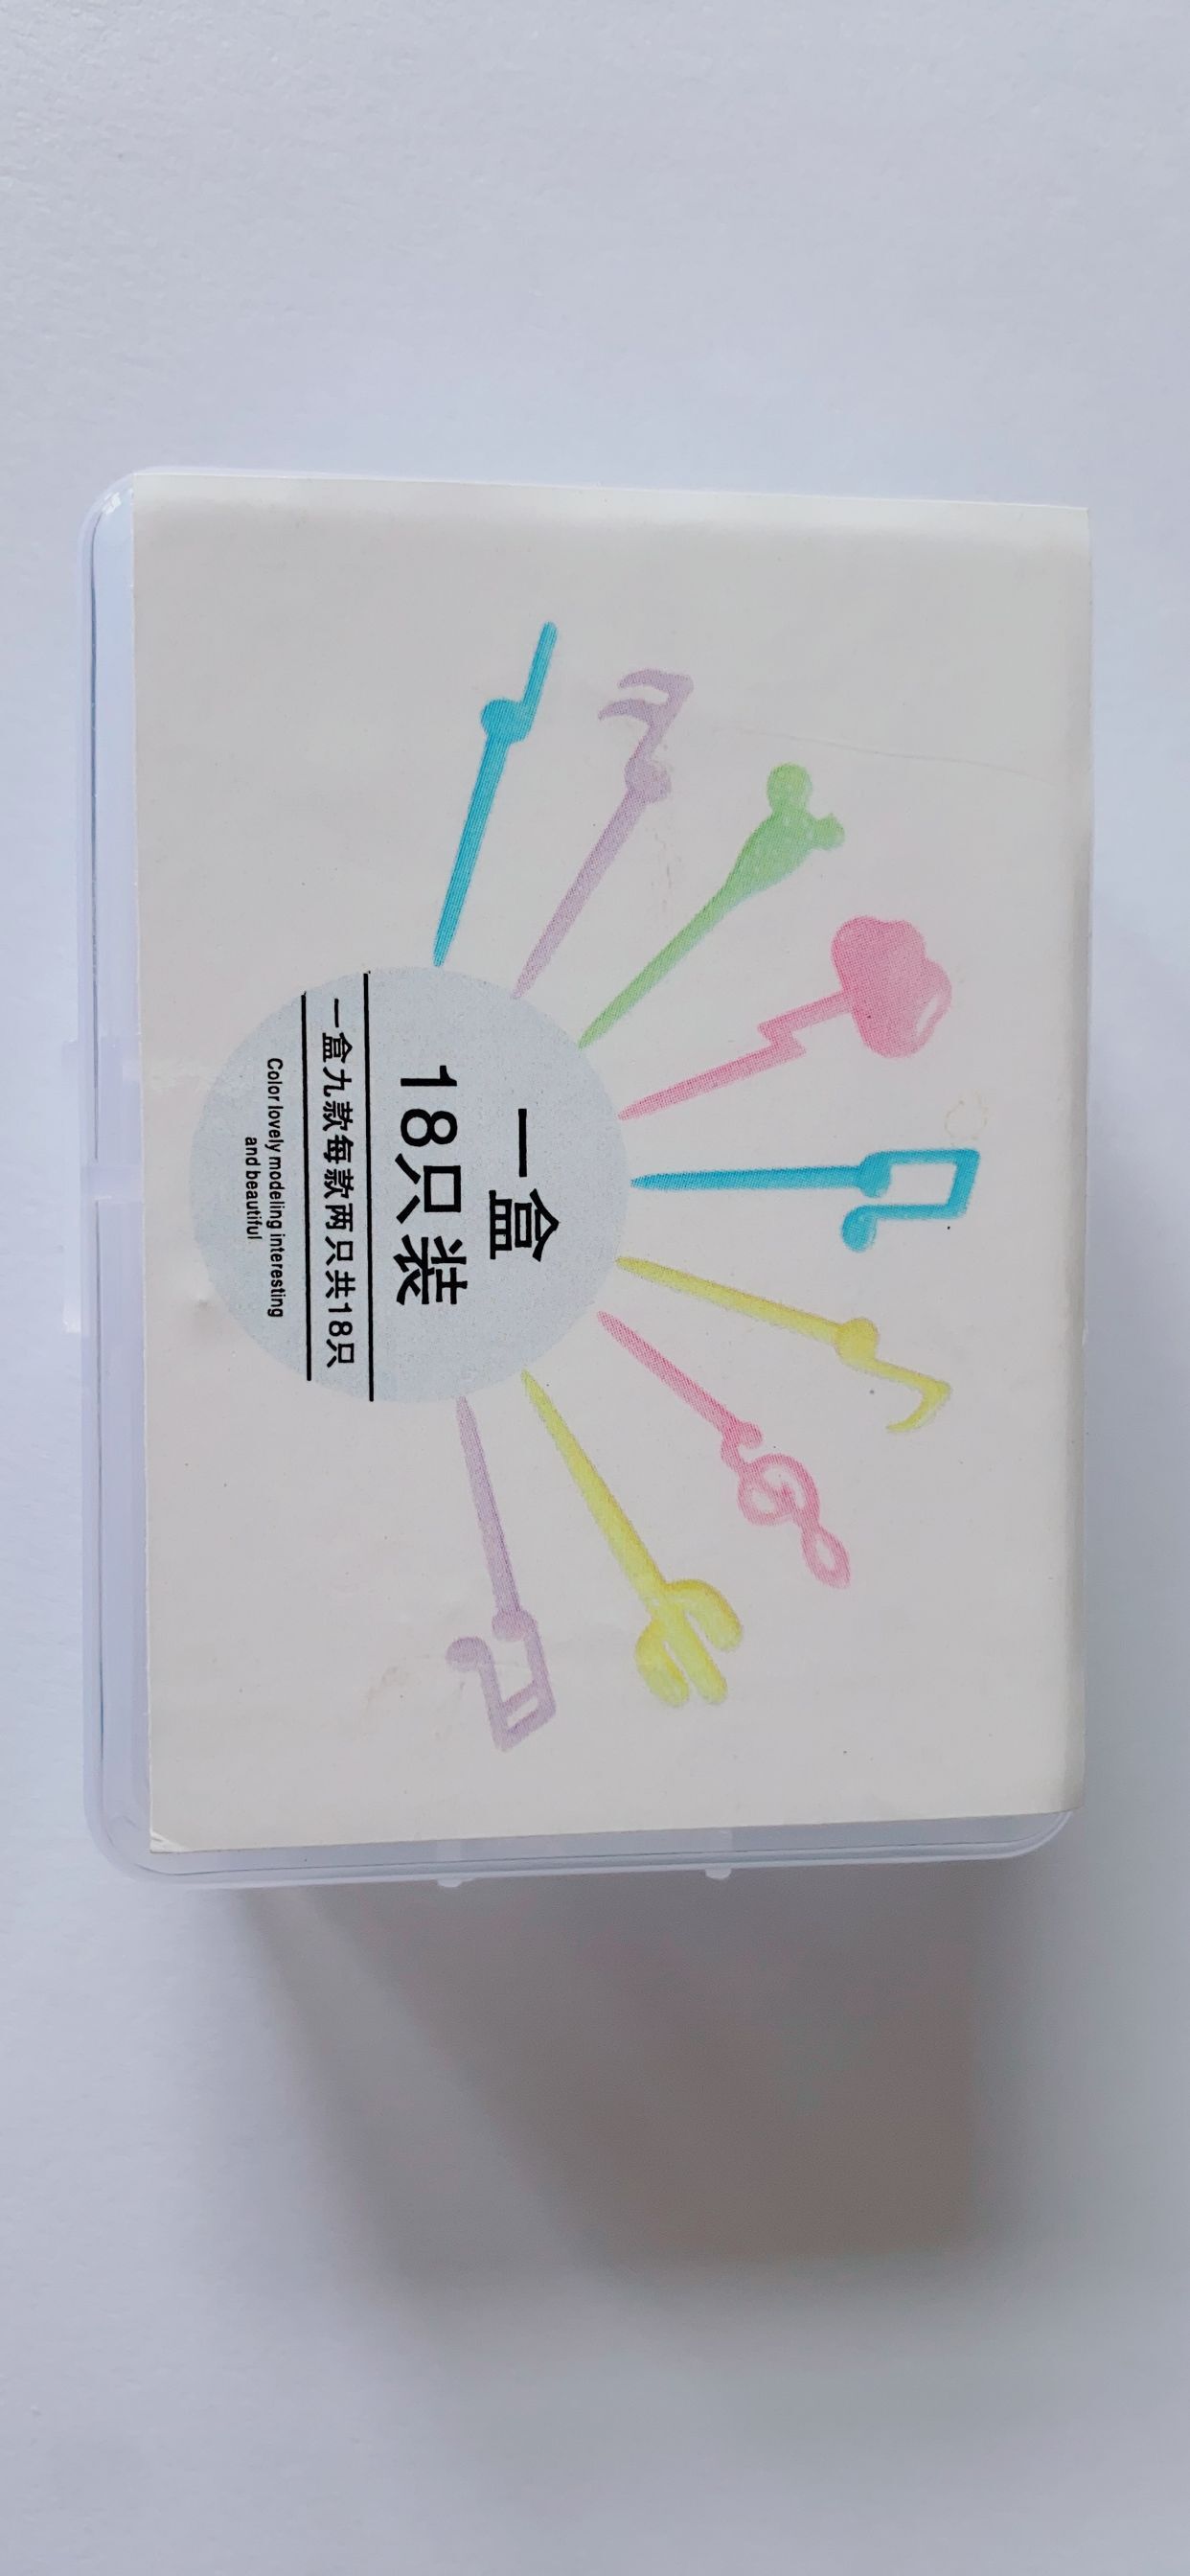 一盒
18只装
一盒九款每款两只共18只
Color lovely modeling interesting
and beautiful